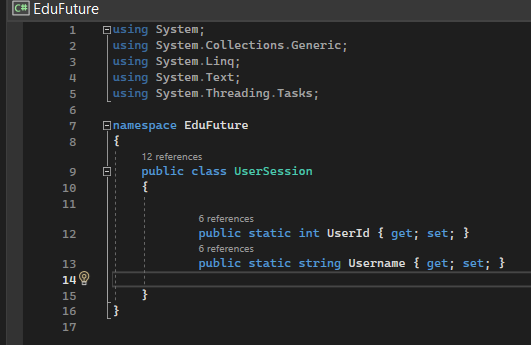 C# EduFuture
1 using System;
2 using System.Collections.Generic;
3 using System.Linq;
4 using System.Text;
5 using System.Threading.Tasks;
6
7 namespace EduFuture
8 {
12 references
9 public class UserSession
10 {
11
6 references
12 public static int UserId { get; set; }
6 references
13 public static string Username { get; set; }
14
15 }
16 }
17